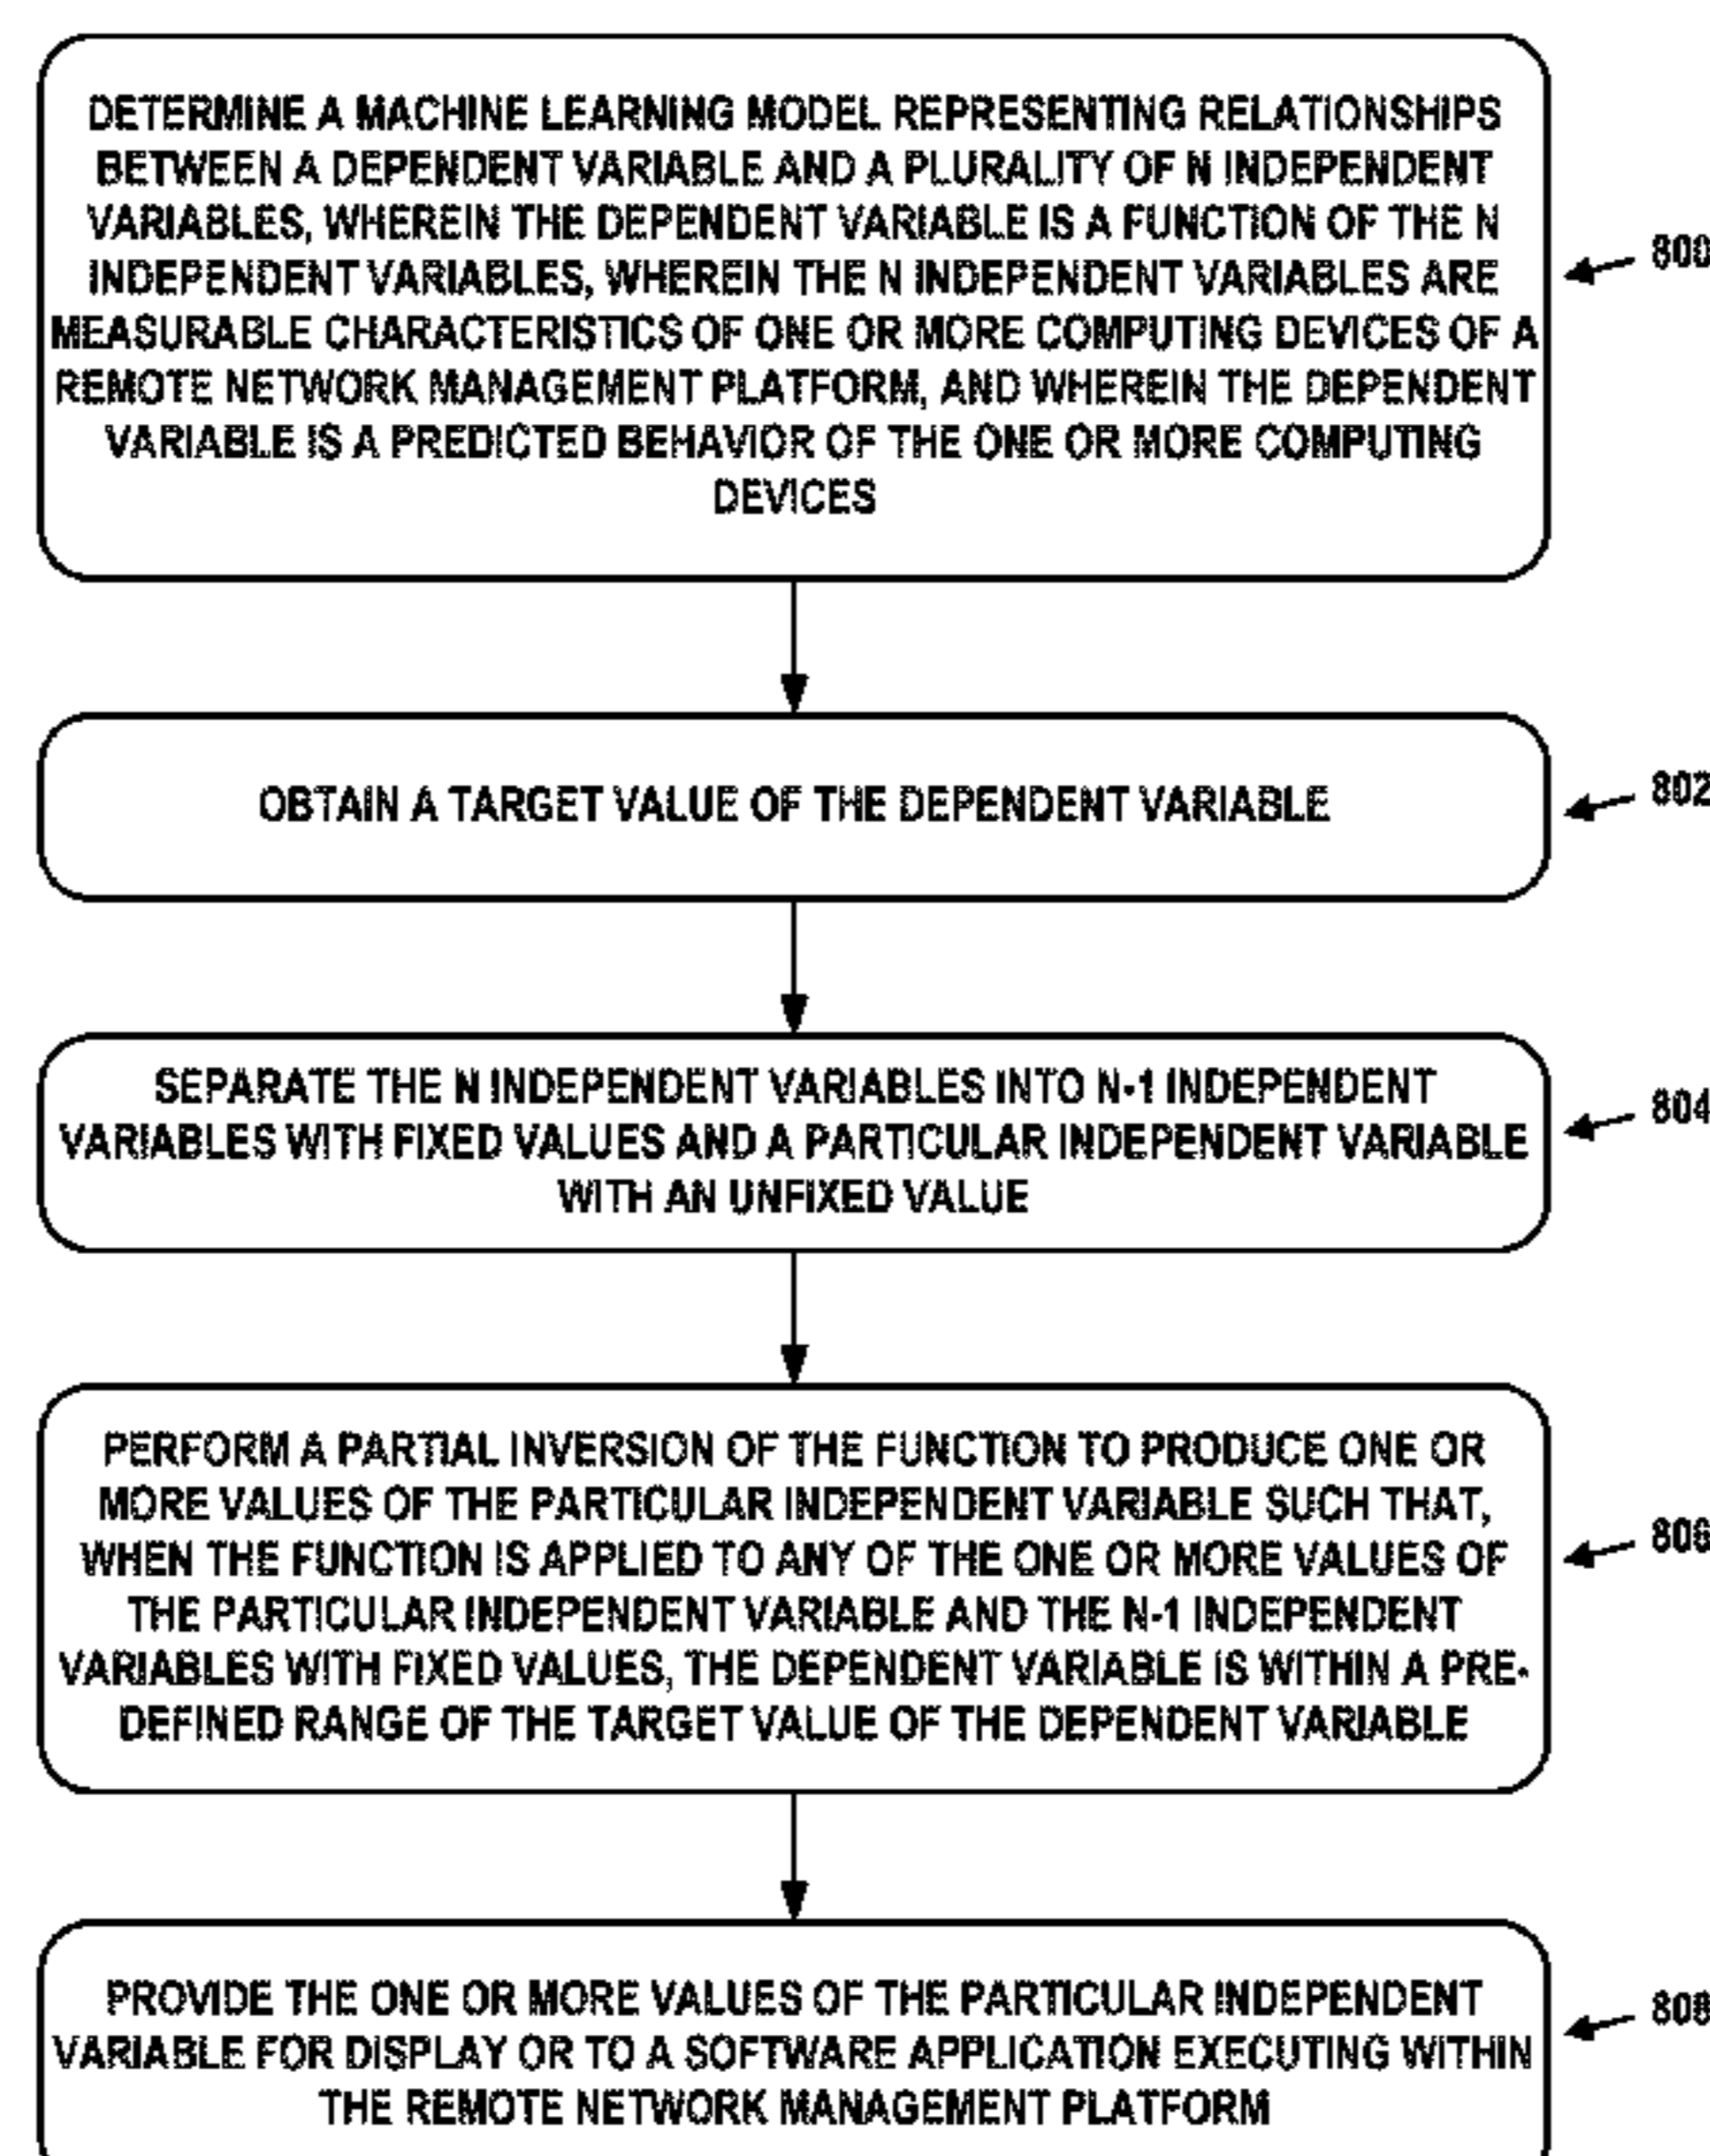 DETERMINE A MACHINE LEARNING MODEL REPRESENTING RELATIONSHIPS
BETWEEN A DEPENDENT VARIABLE AND A PLURALITY OF N INDEPENDENT
VARIABLES, WHEREIN THE DEPENDENT VARIABLE IS A FUNCTION OF THE N
INDEPENDENT VARIABLES, WHEREIN THE N INDEPENDENT VARIABLES ARE
MEASURABLE CHARACTERISTICS OF ONE OR MORE COMPUTING DEVICES OF A
REMOTE NETWORK MANAGEMENT PLATFORM, AND WHEREIN THE DEPENDENT
VARIABLE IS A PREDICTED BEHAVIOR OF THE ONE OR MORE COMPUTING
DEVICES
800
OBTAIN A TARGET VALUE OF THE DEPENDENT VARIABLE
802
SEPARATE THE N INDEPENDENT VARIABLES INTO N-1 INDEPENDENT
VARIABLES WITH FIXED VALUES AND A PARTICULAR INDEPENDENT VARIABLE
WITH AN UNFIXED VALUE
804
PERFORM A PARTIAL INVERSION OF THE FUNCTION TO PRODUCE ONE OR
MORE VALUES OF THE PARTICULAR INDEPENDENT VARIABLE SUCH THAT,
WHEN THE FUNCTION IS APPLIED TO ANY OF THE ONE OR MORE VALUES OF
THE PARTICULAR INDEPENDENT VARIABLE AND THE N-1 INDEPENDENT
VARIABLES WITH FIXED VALUES, THE DEPENDENT VARIABLE IS WITHIN A PRE-
DEFINED RANGE OF THE TARGET VALUE OF THE DEPENDENT VARIABLE
806
PROVIDE THE ONE OR MORE VALUES OF THE PARTICULAR INDEPENDENT
VARIABLE FOR DISPLAY OR TO A SOFTWARE APPLICATION EXECUTING WITHIN
THE REMOTE NETWORK MANAGEMENT PLATFORM
808